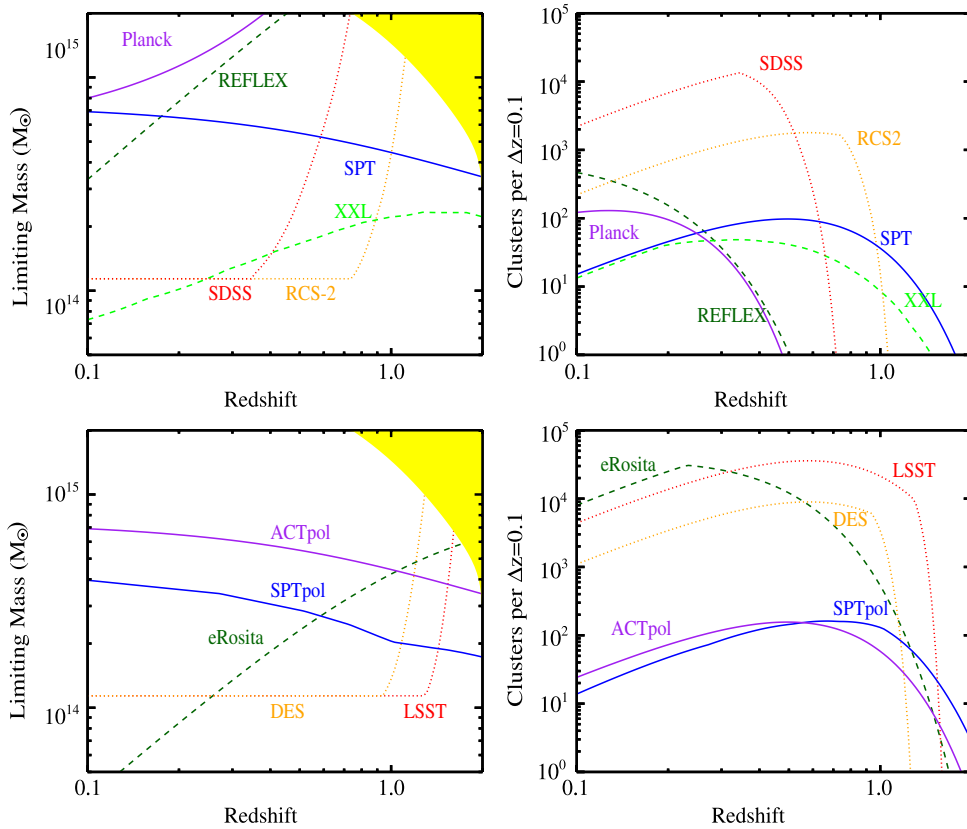 10^15
10^14
Limiting Mass (M⊙)
Planck
REFLEX
SPT
XXL
SDSS
RCS-2
0.1
1.0
Redshift
10^5
10^4
10^3
10^2
10^1
10^0
Clusters per Δz=0.1
SDSS
RCS2
Planck
SPT
REFLEX
XXL
0.1
1.0
Redshift
10^15
10^14
Limiting Mass (M⊙)
ACTpol
SPTpol
eRosita
DES
LSST
0.1
1.0
Redshift
10^5
10^4
10^3
10^2
10^1
10^0
Clusters per Δz=0.1
eRosita
LSST
DES
ACTpol
SPTpol
0.1
1.0
Redshift